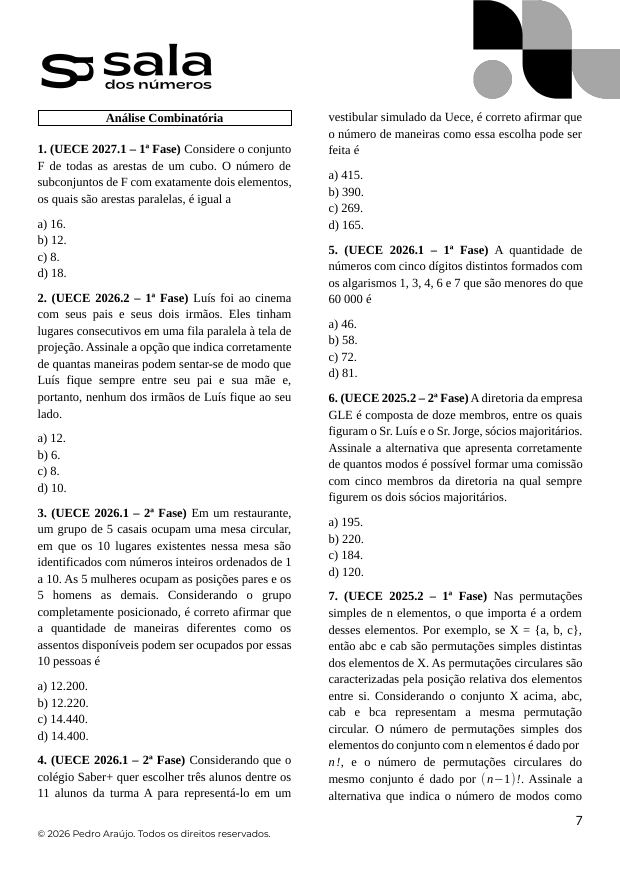 sala
dos números
Análise Combinatória
1. (UECE 2027.1 – 1ª Fase) Considere o conjunto
F de todas as arestas de um cubo. O número de
subconjuntos de F com exatamente dois elementos,
os quais são arestas paralelas, é igual a
a) 16.
b) 12.
c) 8.
d) 18.
2. (UECE 2026.2 – 1ª Fase) Luís foi ao cinema
com seus pais e seus dois irmãos. Eles tinham
lugares consecutivos em uma fila paralela à tela de
projeção. Assinale a opção que indica corretamente
de quantas maneiras podem sentar-se de modo que
Luís fique sempre entre seu pai e sua mãe e,
portanto, nenhum dos irmãos de Luís fique ao seu
lado.
a) 12.
b) 6.
c) 8.
d) 10.
3. (UECE 2026.1 – 2ª Fase) Em um restaurante,
um grupo de 5 casais ocupam uma mesa circular,
em que os 10 lugares existentes nessa mesa são
identificados com números inteiros ordenados de 1
a 10. As 5 mulheres ocupam as posições pares e os
5 homens as demais. Considerando o grupo
completamente posicionado, é correto afirmar que
a quantidade de maneiras diferentes como os
assentos disponíveis podem ser ocupados por essas
10 pessoas é
a) 12.200.
b) 12.220.
c) 14.440.
d) 14.400.
4. (UECE 2026.1 – 2ª Fase) Considerando que o
colégio Saber+ quer escolher três alunos dentre os
11 alunos da turma A para representá-lo em um
vestibular simulado da Uece, é correto afirmar que
o número de maneiras como essa escolha pode ser
feita é
a) 415.
b) 390.
c) 269.
d) 165.
5. (UECE 2026.1 – 1ª Fase) A quantidade de
números com cinco dígitos distintos formados com
os algarismos 1, 3, 4, 6 e 7 que são menores do que
60 000 é
a) 46.
b) 58.
c) 72.
d) 81.
6. (UECE 2025.2 – 2ª Fase) A diretoria da empresa
GLE é composta de doze membros, entre os quais
figuram o Sr. Luís e o Sr. Jorge, sócios majoritários.
Assinale a alternativa que apresenta corretamente
de quantos modos é possível formar uma comissão
com cinco membros da diretoria na qual sempre
figurem os dois sócios majoritários.
a) 195.
b) 220.
c) 184.
d) 120.
7. (UECE 2025.2 – 1ª Fase) Nas permutações
simples de n elementos, o que importa é a ordem
desses elementos. Por exemplo, se X = {a, b, c},
então abc e cab são permutações simples distintas
dos elementos de X. As permutações circulares são
caracterizadas pela posição relativa dos elementos
entre si. Considerando o conjunto X acima, abc,
cab e bca representam a mesma permutação
circular. O número de permutações simples dos
elementos do conjunto com n elementos é dado por
n!, e o número de permutações circulares do
mesmo conjunto é dado por (n−1)!. Assinale a
alternativa que indica o número de modos como
7
© 2026 Pedro Araújo. Todos os direitos reservados.